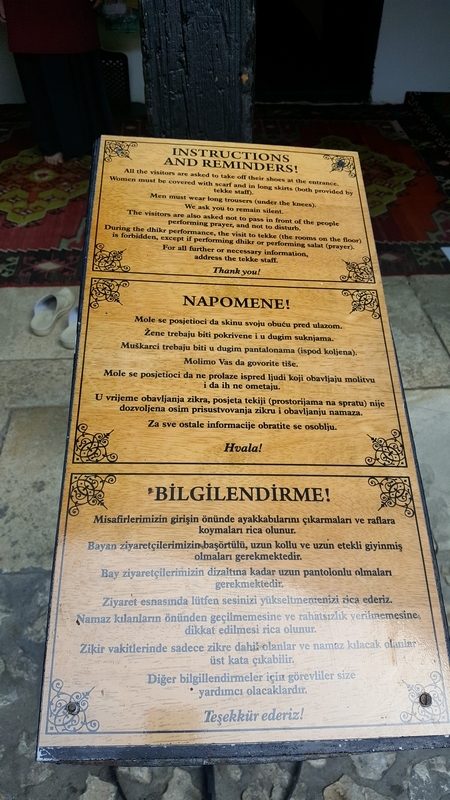 INSTRUCTIONS
AND REMINDERS!
All the visitors are asked to take off their shoes at the entrance.
Women must be covered with scarf and in long skirts (both provided by
tekke staff).
Men must wear long trousers (under the knees).
We ask you to remain silent.
The visitors are also asked not to pass in front of the people
performing prayer, and not to disturb.
During the dhikr performance, the visit to tekke (the rooms on the floor)
is forbidden, except if performing dhikr or performing salat (prayer).
For all further or necessary information,
address the tekke staff.
Thank you!
NAPOMENE!
Mole se posjetioci da skinu svoju obuću pred ulazom.
Žene trebaju biti pokrivene i u dugim suknjama.
Muškarci trebaju biti u dugim pantalonama (ispod koljena).
Molimo Vas da govorite tiše.
Mole se posjetioci da ne prolaze ispred ljudi koji obavljaju molitvu
i da ih ne ometaju.
U vrijeme obavljanja zikra, posjeta tekiji (prostorijama na spratu) nije
dozvoljena osim prisustvovanja zikru i obavljanju namaza.
Za sve ostale informacije obratite se osoblju.
Hvala!
BİLGİLENDİRME!
Misafirlerimizin girişin önünde ayakkabılarını çıkarmaları ve raflara
koymaları rica olunur.
Bayan ziyaretçilerimizin başörtülü, uzun kollu ve uzun etekli giyinmiş
olmaları gerekmektedir.
Bay ziyaretçilerimizin dizaltına kadar uzun pantolonlu olmaları
gerekmektedir.
Ziyaret esnasında lütfen sesinizi yükseltmemenizi rica ederiz.
Namaz kılanların önünden geçilmemesine ve rahatsızlık verilmemesine
dikkat edilmesi rica olunur.
Zikir vakitlerinde sadece zikre dahil olanlar ve namaz kılacak olanlar
üst kata çıkabilir.
Diğer bilgillendirmeler için görevliler size
yardımcı olacaklardır.
Teşekkür ederiz!